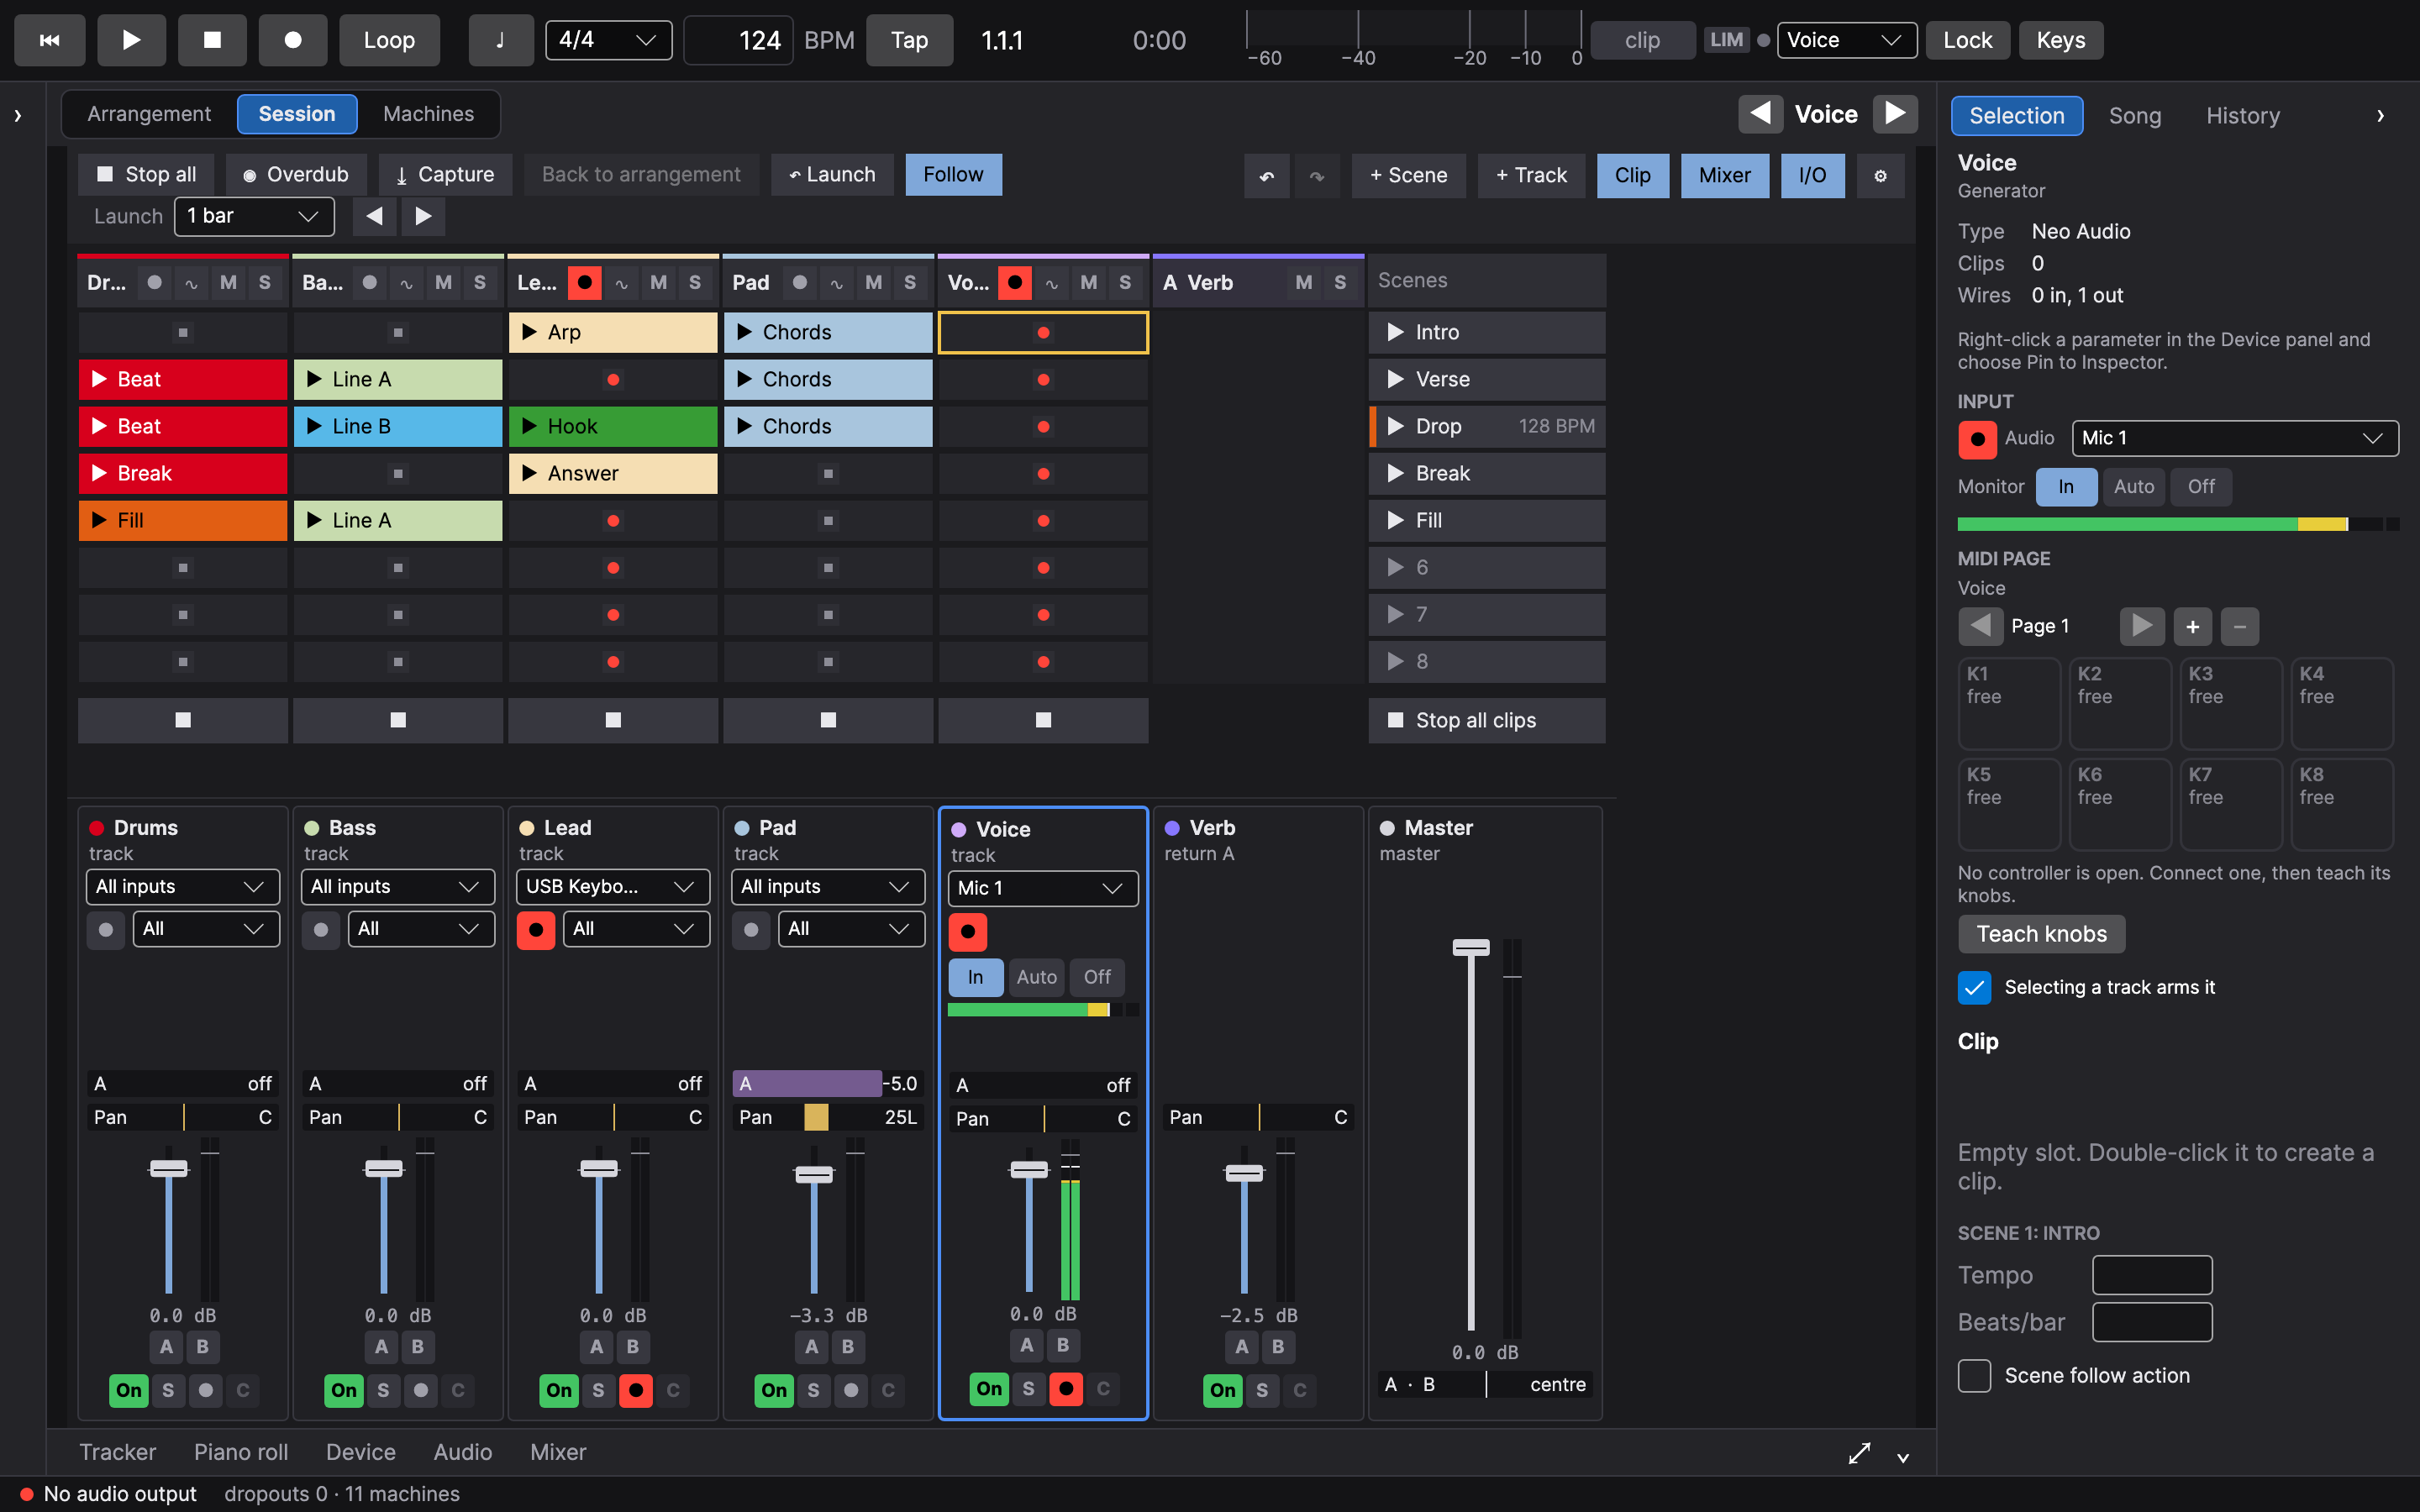 Loop
4/4
124 BPM
Tap
1.1.1
0:00
-60 -40 -20 -10 0
clip
LIM
Voice
Lock
Keys
Arrangement Session Machines
Voice
Selection Song History
Stop all Overdub Capture Back to arrangement Launch Follow
+ Scene + Track Clip Mixer I/O
Launch 1 bar
Dr... M S
Ba... M S
Le... M S
Pad M S
Vo... M S
A Verb M S
Scenes
Arp Chords Intro
Beat Line A Chords Verse
Beat Line B Hook Chords Drop 128 BPM
Break Answer Break
Fill Line A Fill
6
7
8
Stop all clips
Drums
track
All inputs
All
A off
Pan C
0.0 dB
A B
On S C
Bass
track
All inputs
All
A off
Pan C
0.0 dB
A B
On S C
Lead
track
USB Keybo...
All
A off
Pan C
0.0 dB
A B
On S C
Pad
track
All inputs
All
A -5.0
Pan 25L
−3.3 dB
A B
On S C
Voice
track
Mic 1
In Auto Off
A off
Pan C
0.0 dB
A B
On S C
Verb
return A
Pan C
−2.5 dB
A B
On S C
Master
master
0.0 dB
A · B centre
Voice
Generator
Type Neo Audio
Clips 0
Wires 0 in, 1 out
Right-click a parameter in the Device panel and
choose Pin to Inspector.
INPUT
Audio Mic 1
Monitor In Auto Off
MIDI PAGE
Voice
Page 1 + −
K1 K2 K3 K4
free free free free
K5 K6 K7 K8
free free free free
No controller is open. Connect one, then teach its
knobs.
Teach knobs
Selecting a track arms it
Clip
Empty slot. Double-click it to create a
clip.
SCENE 1: INTRO
Tempo
Beats/bar
Scene follow action
Tracker Piano roll Device Audio Mixer
No audio output dropouts 0 · 11 machines